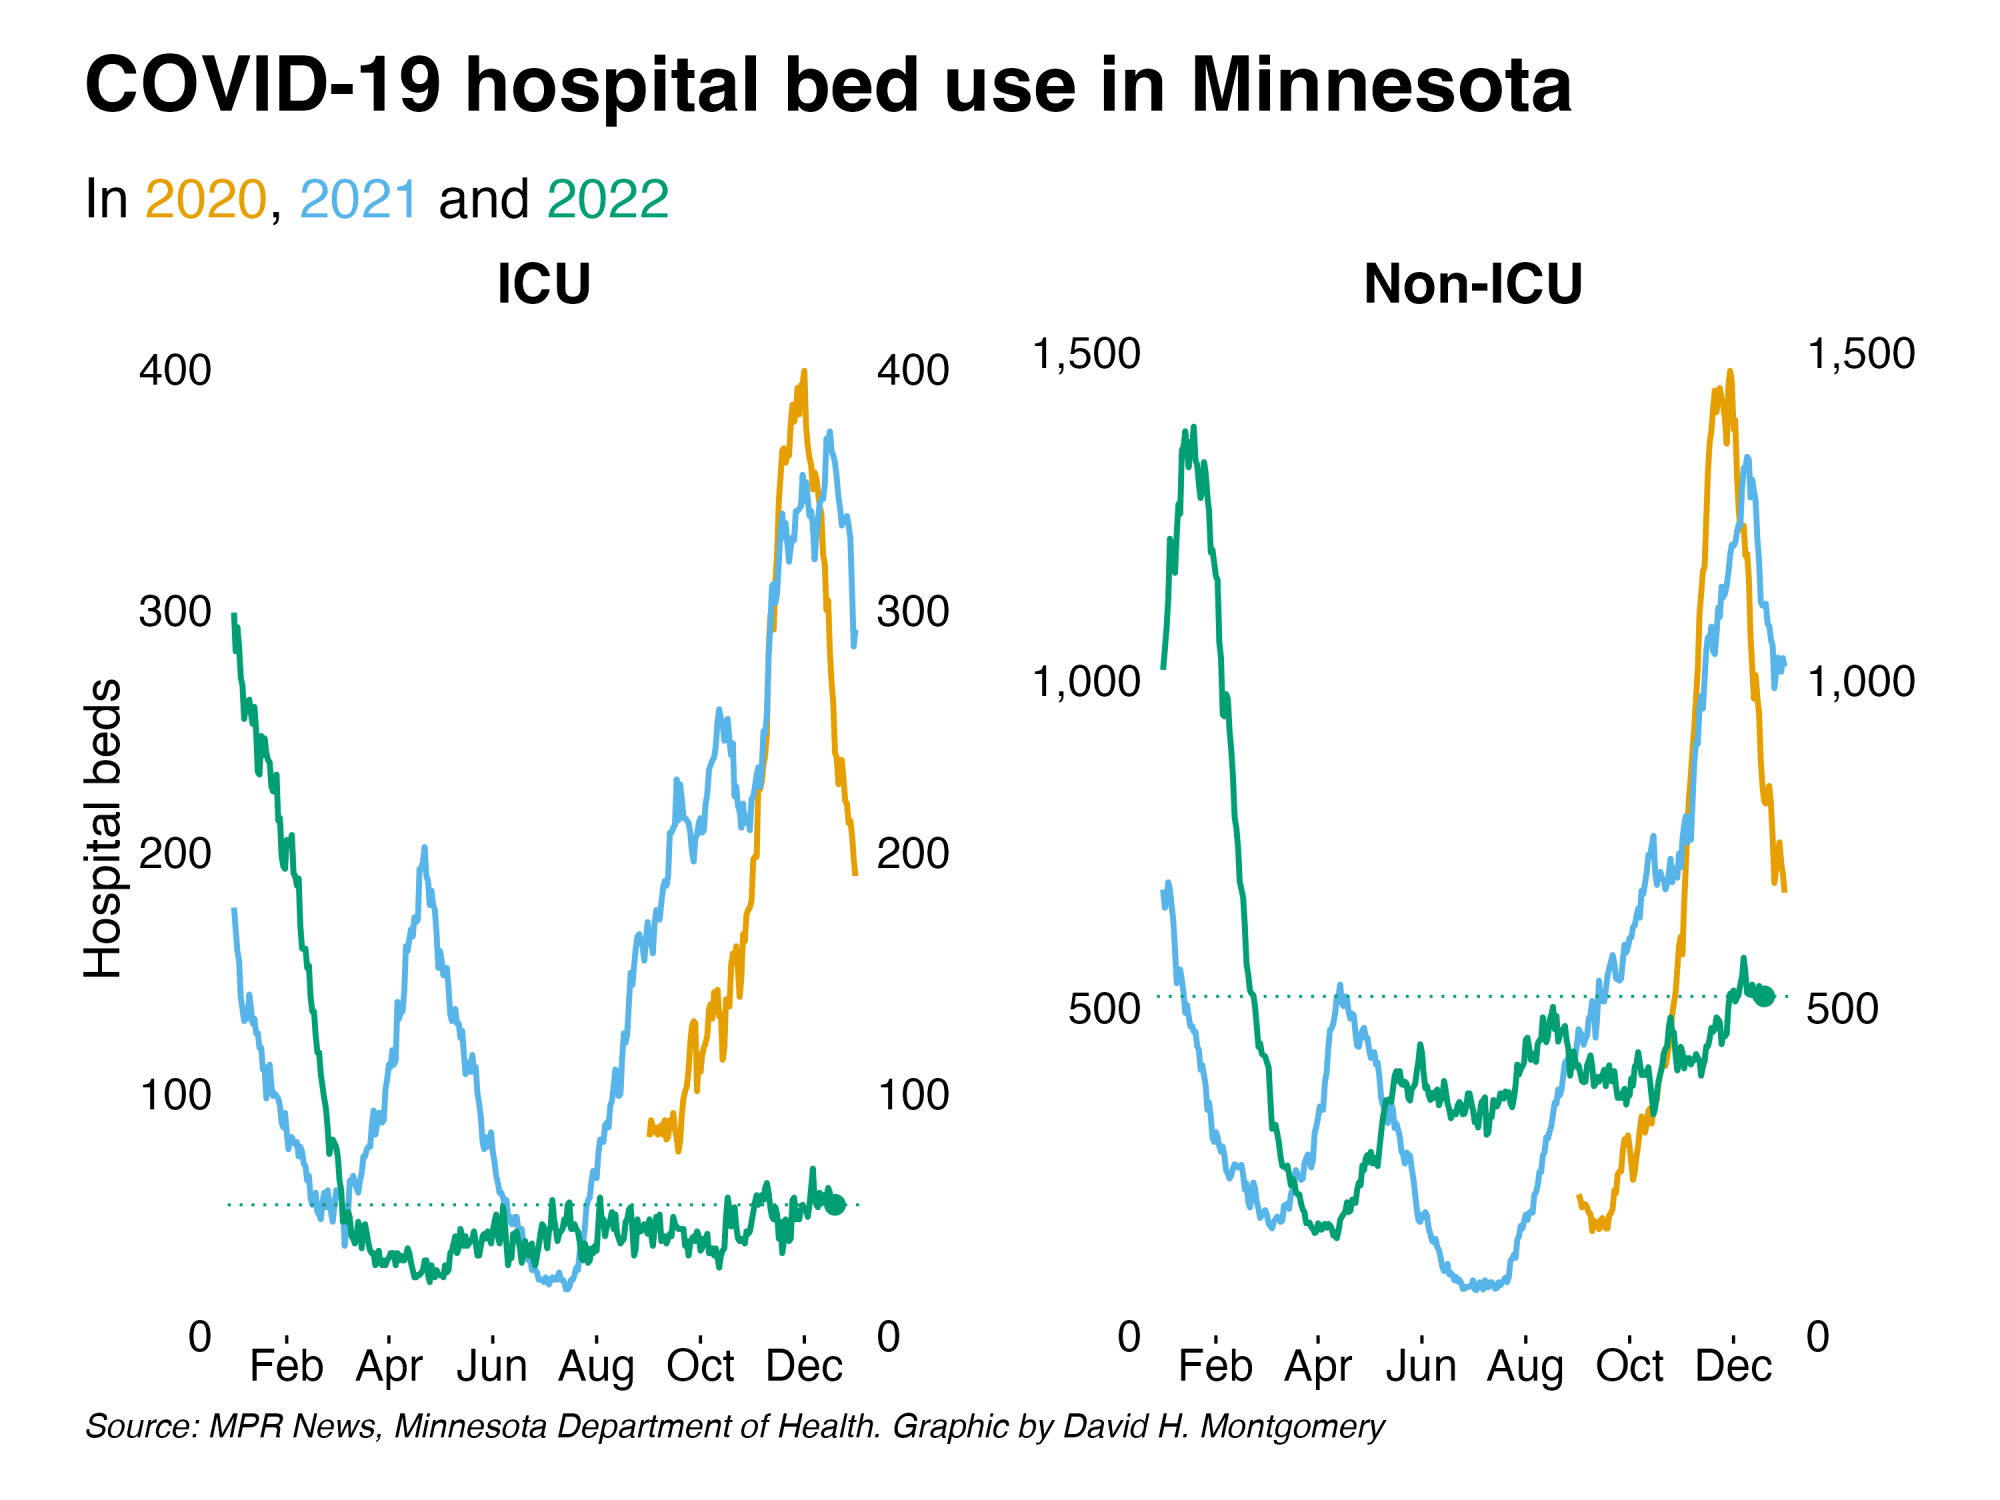 COVID-19 hospital bed use in Minnesota
In 2020, 2021 and 2022
ICU
Non-ICU
Hospital beds
400
300
200
100
0
400
300
200
100
0
Feb Apr Jun Aug Oct Dec
1,500
1,000
500
0
1,500
1,000
500
0
Feb Apr Jun Aug Oct Dec
Source: MPR News, Minnesota Department of Health. Graphic by David H. Montgomery